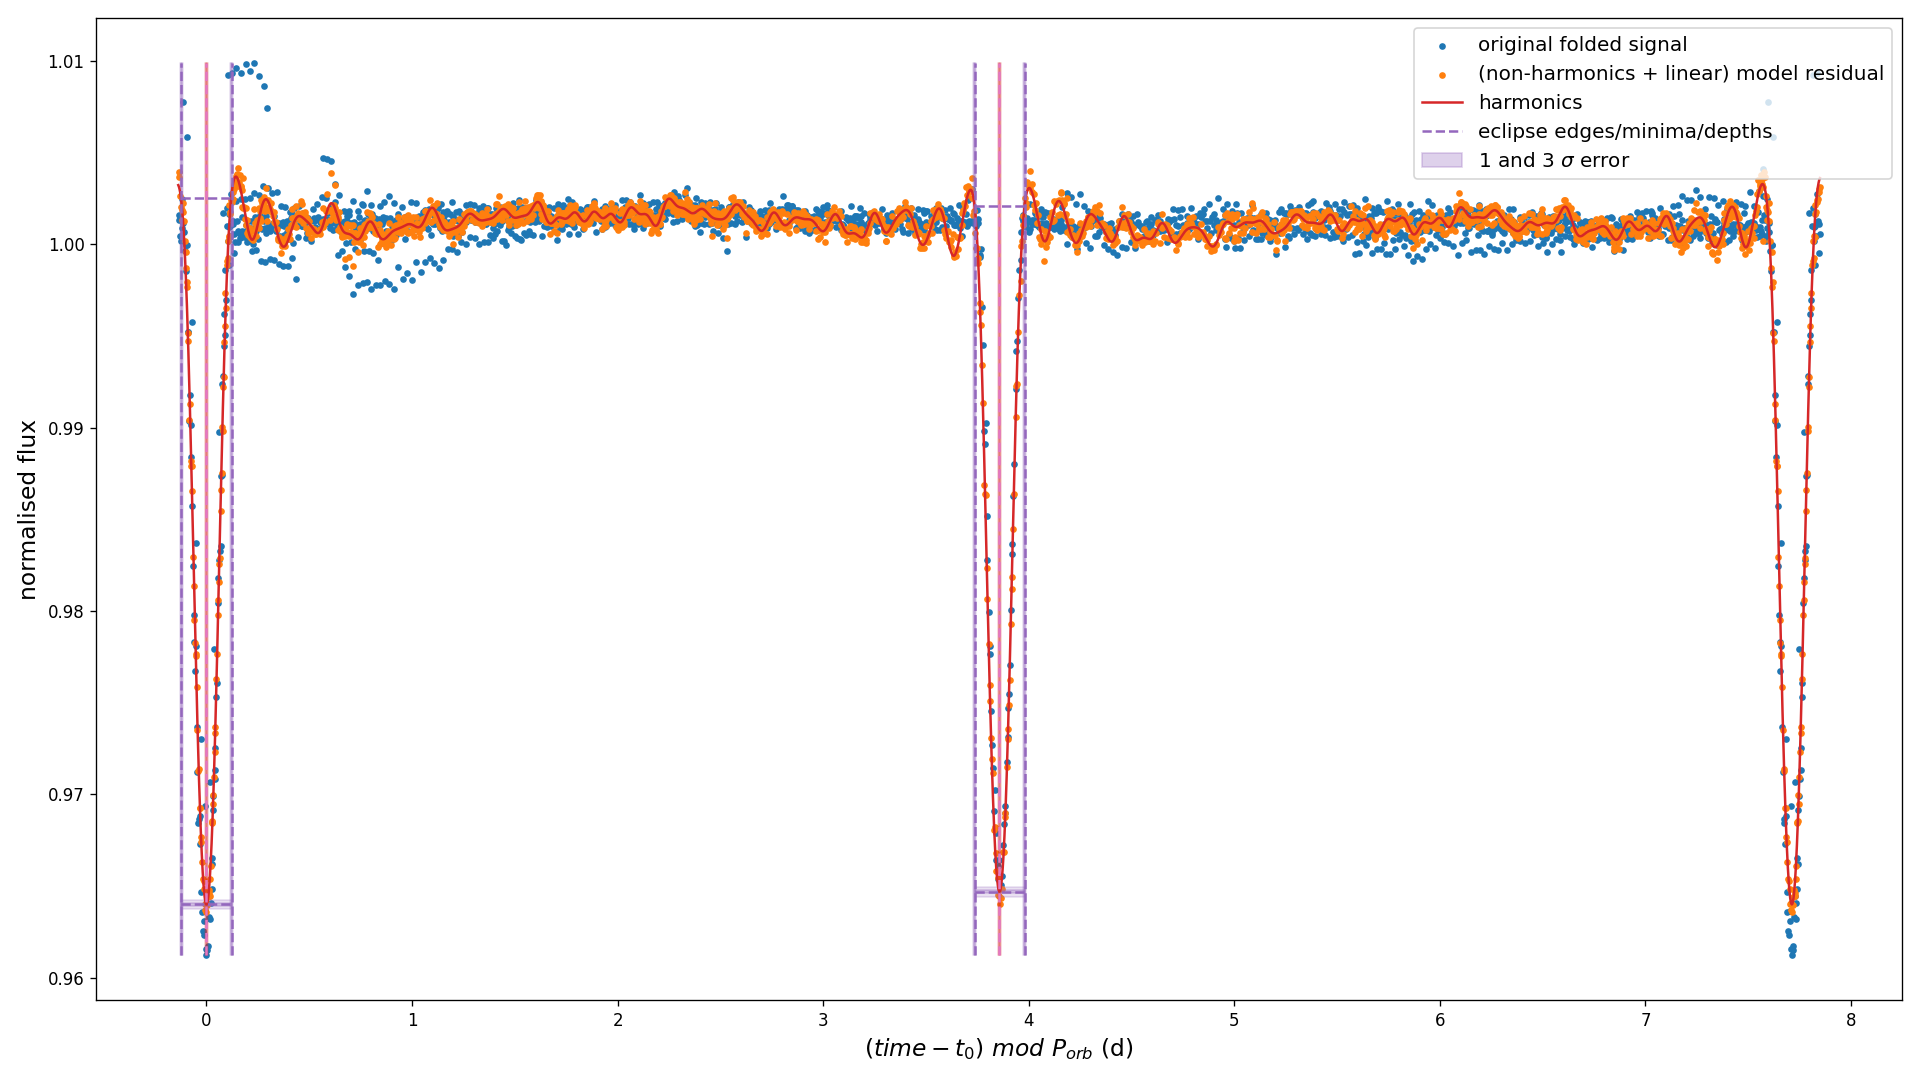 original folded signal
(non-harmonics + linear) model residual
harmonics
eclipse edges/minima/depths
1 and 3 σ error
normalised flux
1.01
1.00
0.99
0.98
0.97
0.96
0 1 2 3 4 5 6 7 8
(time − t₀) mod P_orb (d)